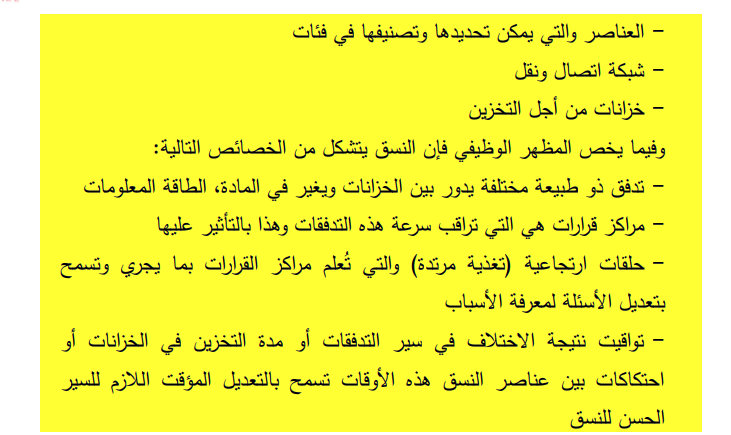 – العناصر والتي يمكن تحديدها وتصنيفها في فئات
– شبكة اتصال ونقل
– خزانات من أجل التخزين
وفيما يخص المظهر الوظيفي فإن النسق يتشكل من الخصائص التالية:
– تدفق ذو طبيعة مختلفة يدور بين الخزانات ويغير في المادة، الطاقة المعلومات
– مراكز قرارات هي التي تراقب سرعة هذه التدفقات وهذا بالتأثير عليها
– حلقات ارتجاعية (تغذية مرتدة) والتي تُعلم مراكز القرارات بما يجري وتسمح
بتعديل الأسئلة لمعرفة الأسباب
– تواقيت نتيجة الاختلاف في سير التدفقات أو مدة التخزين في الخزانات أو
احتكاكات بين عناصر النسق هذه الأوقات تسمح بالتعديل المؤقت اللازم للسير
الحسن للنسق